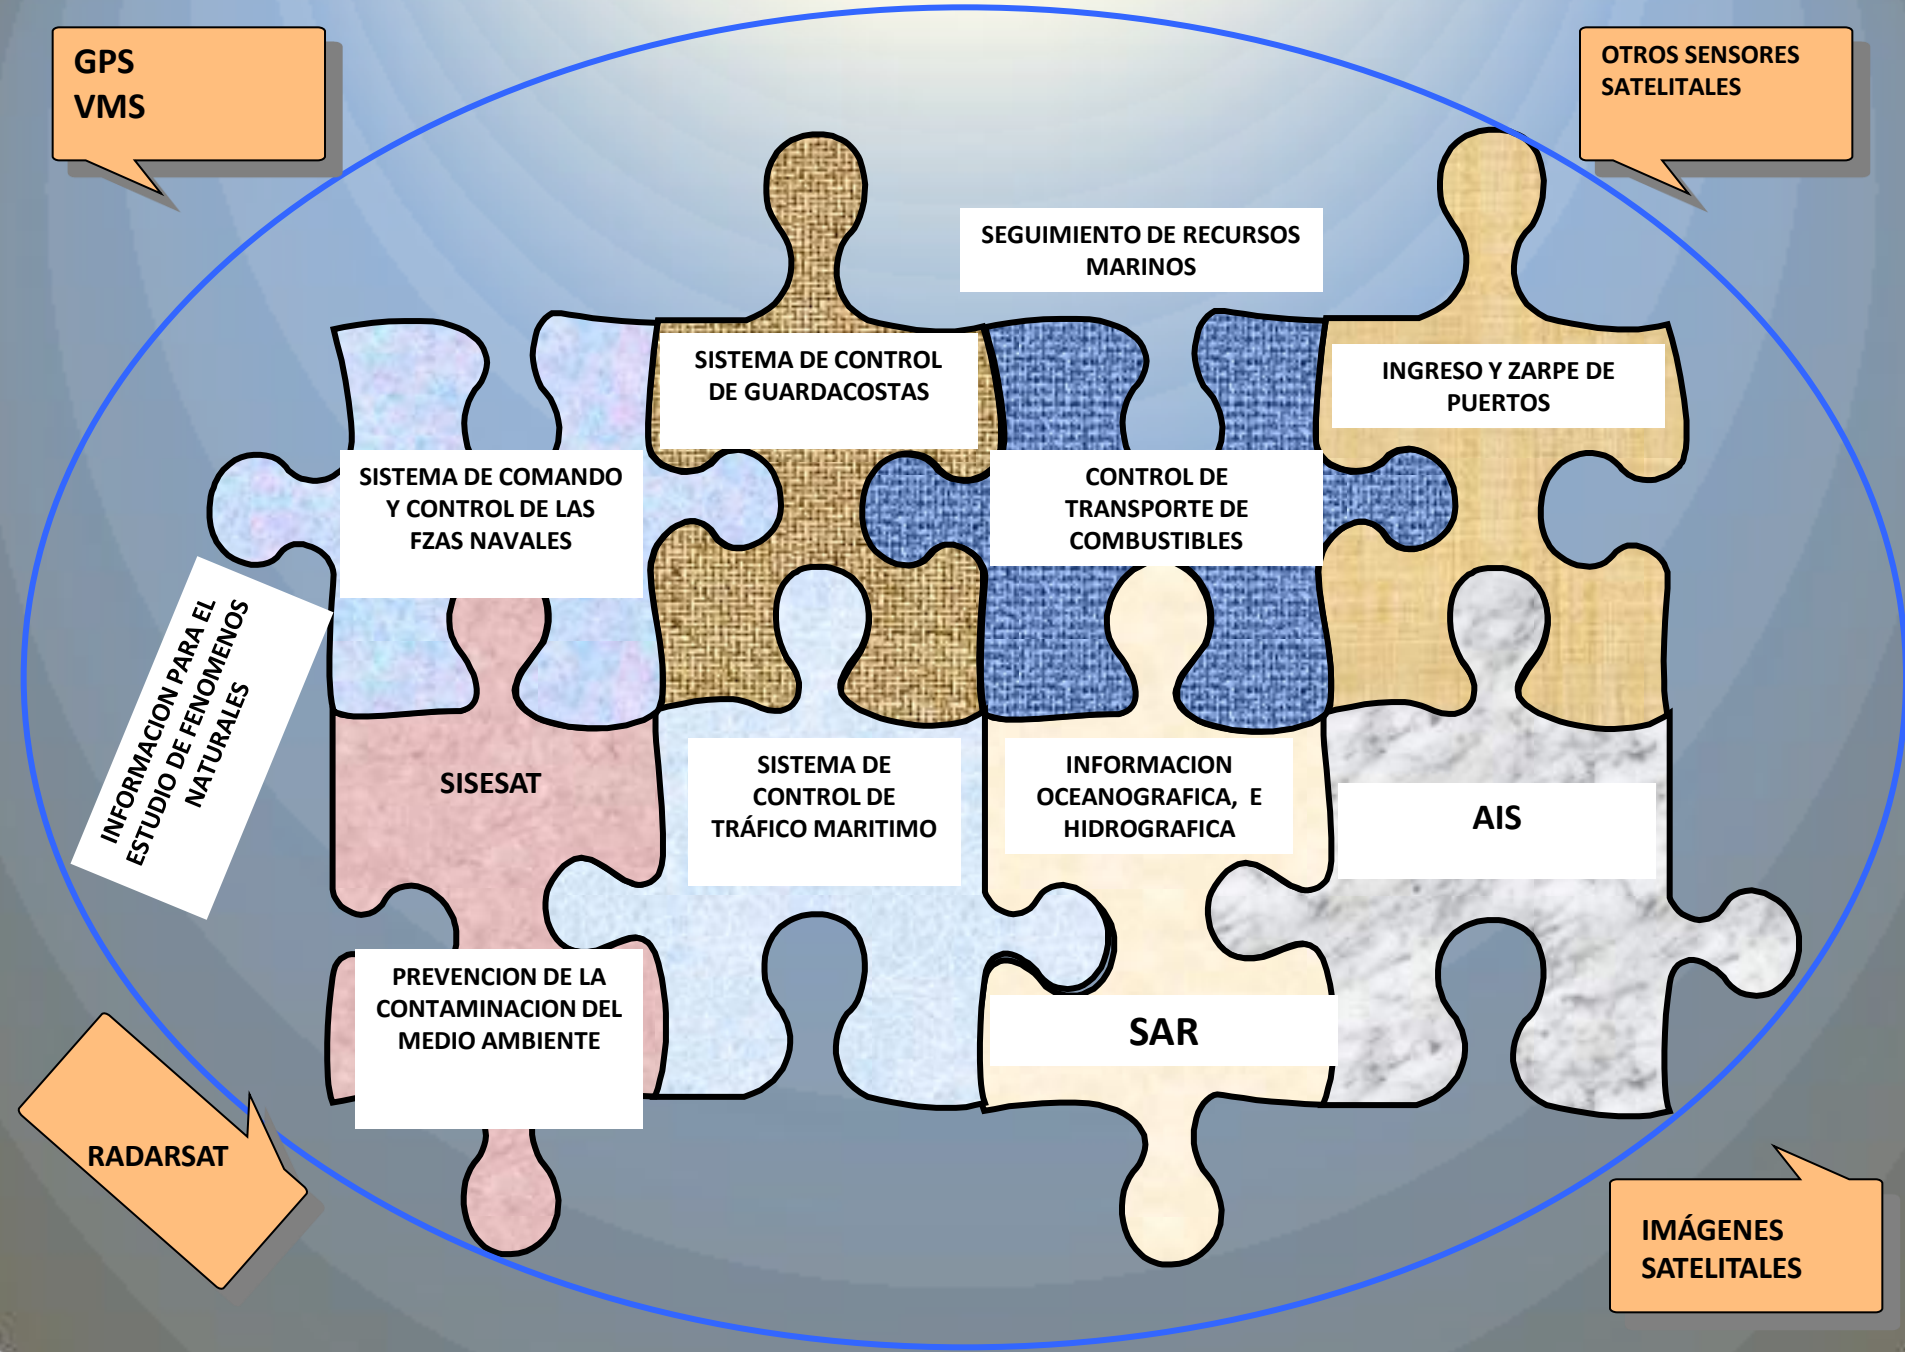 GPS
VMS
OTROS SENSORES
SATELITALES
SEGUIMIENTO DE RECURSOS
MARINOS
SISTEMA DE CONTROL
DE GUARDACOSTAS
INGRESO Y ZARPE DE
PUERTOS
SISTEMA DE COMANDO
Y CONTROL DE LAS
FZAS NAVALES
CONTROL DE
TRANSPORTE DE
COMBUSTIBLES
INFORMACION PARA EL
ESTUDIO DE FENOMENOS
NATURALES
SISESAT
SISTEMA DE
CONTROL DE
TRÁFICO MARITIMO
INFORMACION
OCEANOGRAFICA, E
HIDROGRAFICA
AIS
PREVENCION DE LA
CONTAMINACION DEL
MEDIO AMBIENTE
SAR
RADARSAT
IMÁGENES
SATELITALES